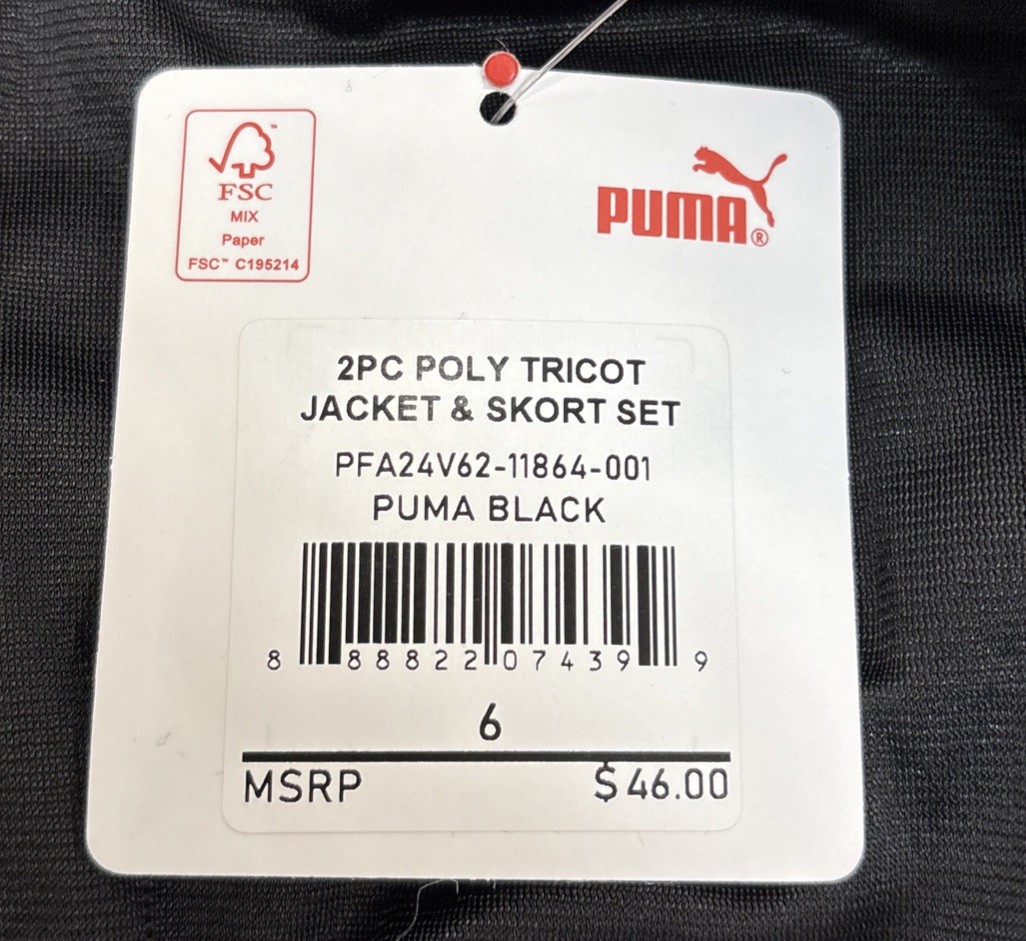 FSC™
MIX
Paper
FSC™ C195214
PUMA®
2PC POLY TRICOT
JACKET & SKORT SET
PFA24V62-11864-001
PUMA BLACK
8 88822 07439 9
6
MSRP $46.00